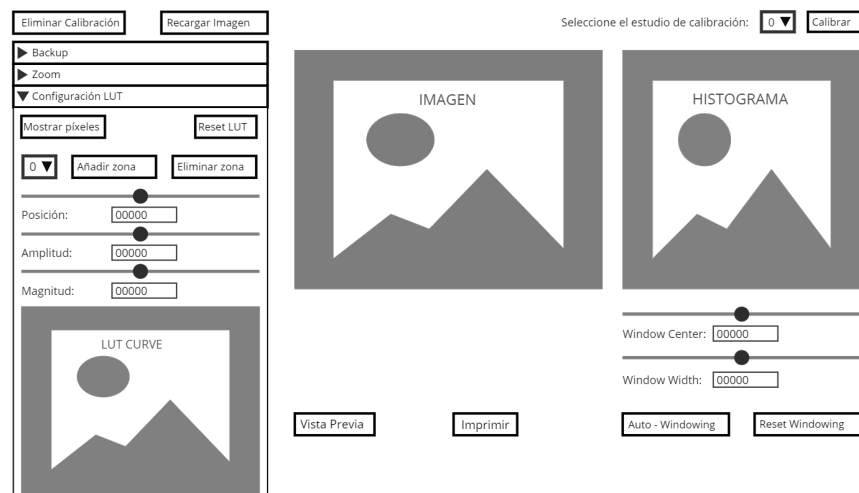 Eliminar Calibración
Recargar Imagen
Seleccione el estudio de calibración:
0
Calibrar
Backup
Zoom
Configuración LUT
Mostrar píxeles
Reset LUT
0
Añadir zona
Eliminar zona
Posición:
00000
Amplitud:
00000
Magnitud:
00000
LUT CURVE
IMAGEN
HISTOGRAMA
Window Center:
00000
Window Width:
00000
Vista Previa
Imprimir
Auto - Windowing
Reset Windowing